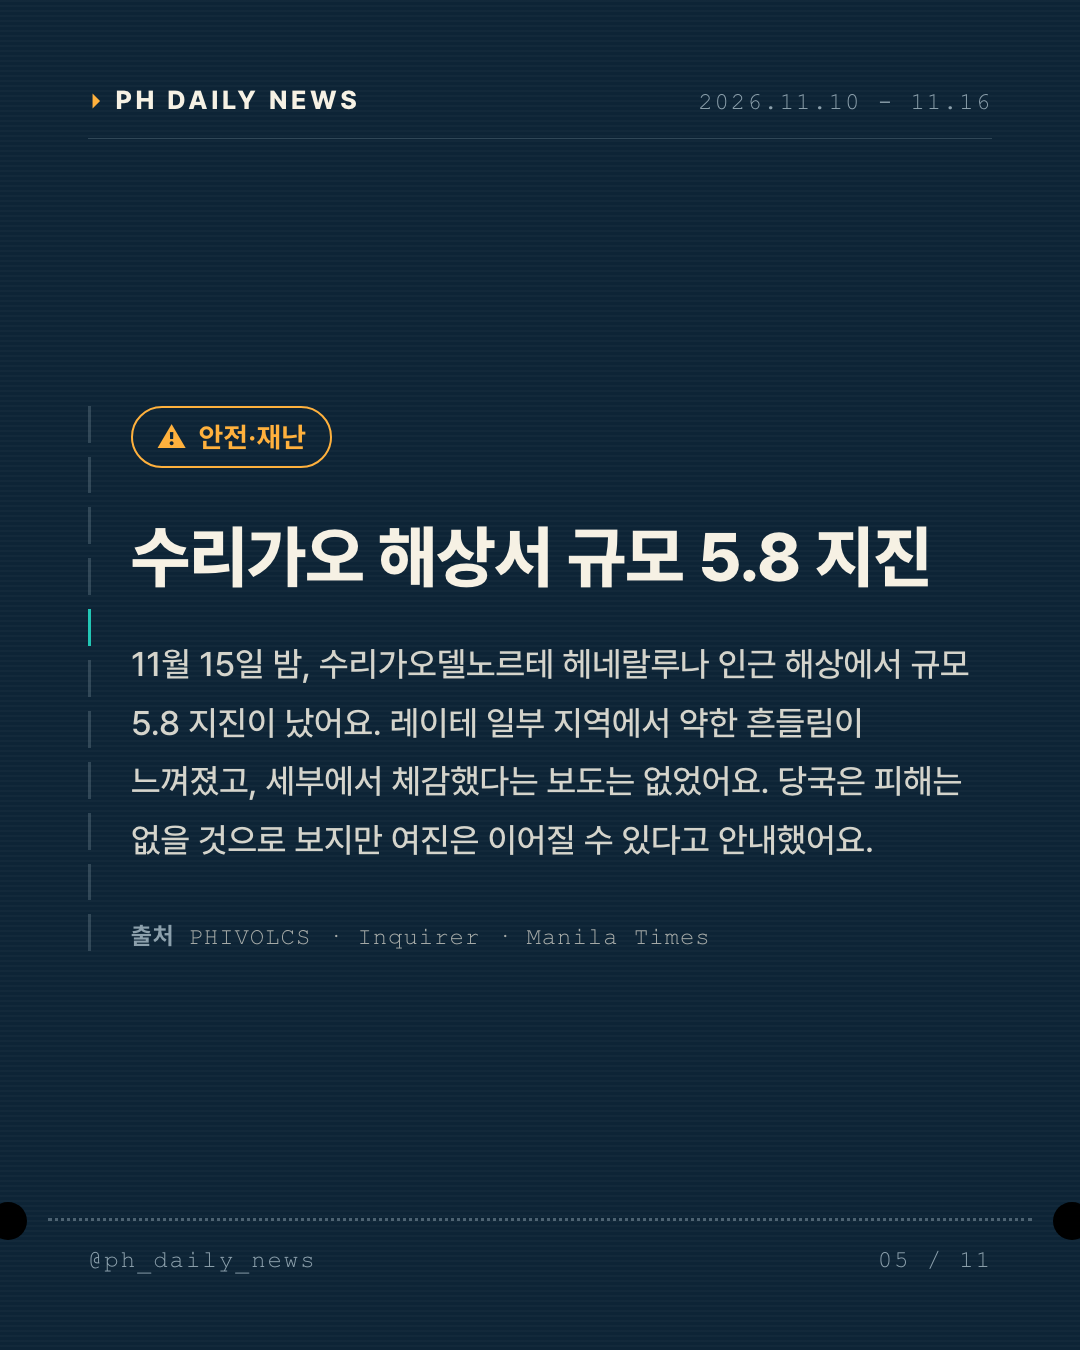 PH DAILY NEWS
2026.11.10 - 11.16
안전·재난
수리가오 해상서 규모 5.8 지진
11월 15일 밤, 수리가오델노르테 헤네랄루나 인근 해상에서 규모
5.8 지진이 났어요. 레이테 일부 지역에서 약한 흔들림이
느껴졌고, 세부에서 체감했다는 보도는 없었어요. 당국은 피해는
없을 것으로 보지만 여진은 이어질 수 있다고 안내했어요.
출처 PHIVOLCS · Inquirer · Manila Times
@ph_daily_news
05 / 11